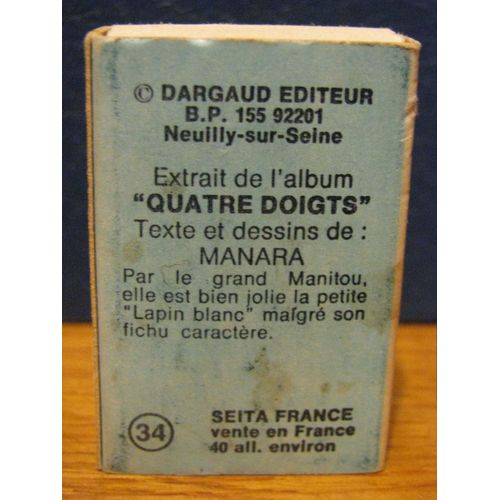 © DARGAUD EDITEUR
B.P. 155 92201
Neuilly-sur-Seine
Extrait de l'album
"QUATRE DOIGTS"
Texte et dessins de :
MANARA
Par le grand Manitou,
elle est bien jolie la petite
"Lapin blanc" malgré son
fichu caractère.
34
SEITA FRANCE
vente en France
40 all. environ